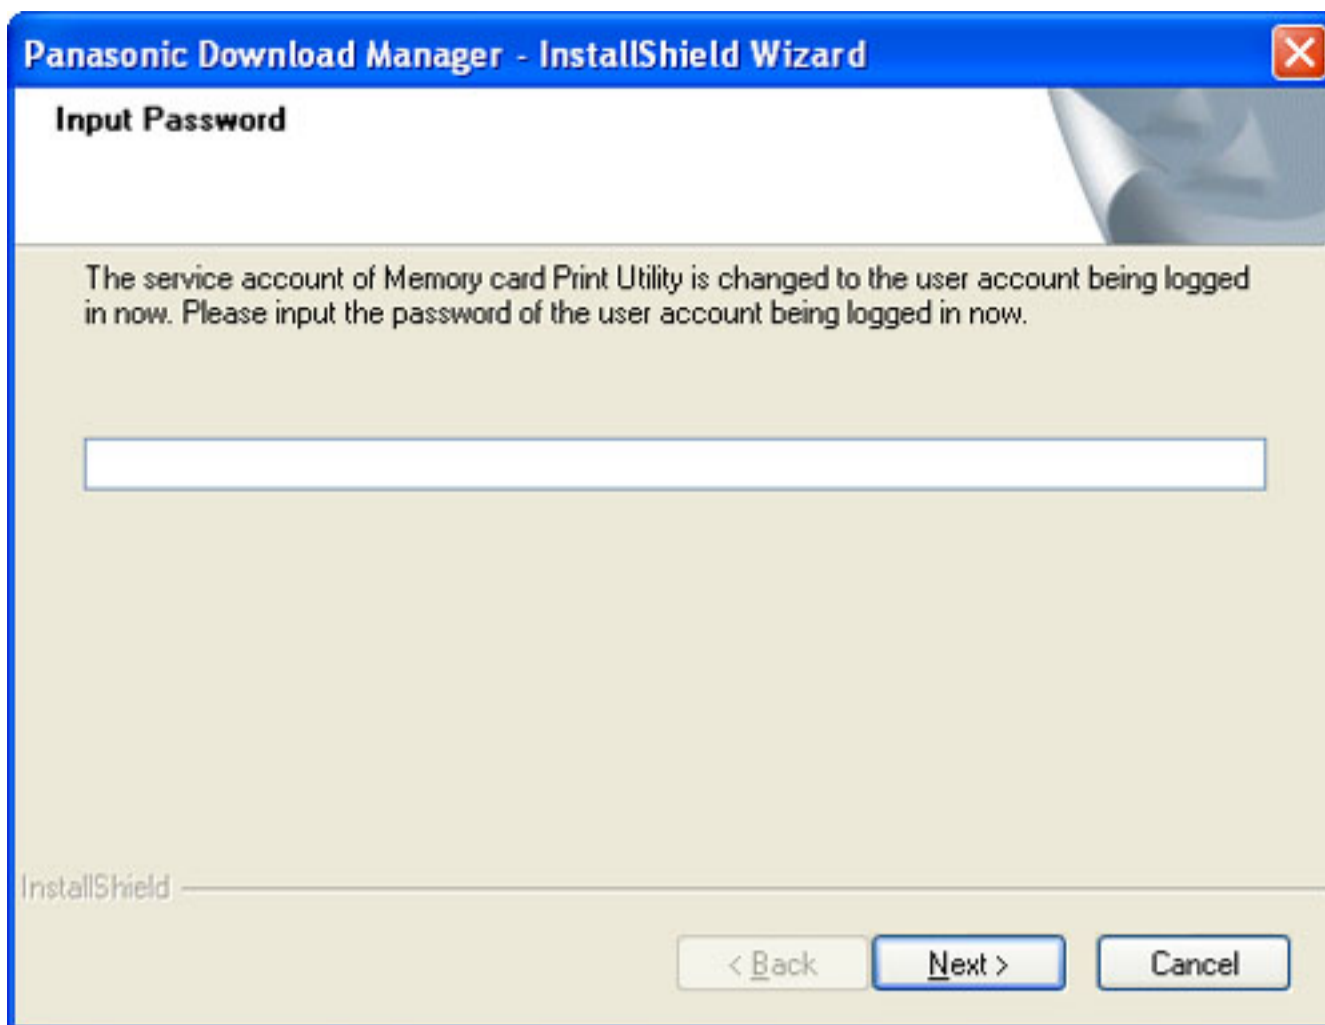 Panasonic Download Manager - InstallShield Wizard
Input Password
The service account of Memory card Print Utility is changed to the user account being logged
in now. Please input the password of the user account being logged in now.
InstallShield
< Back Next > Cancel